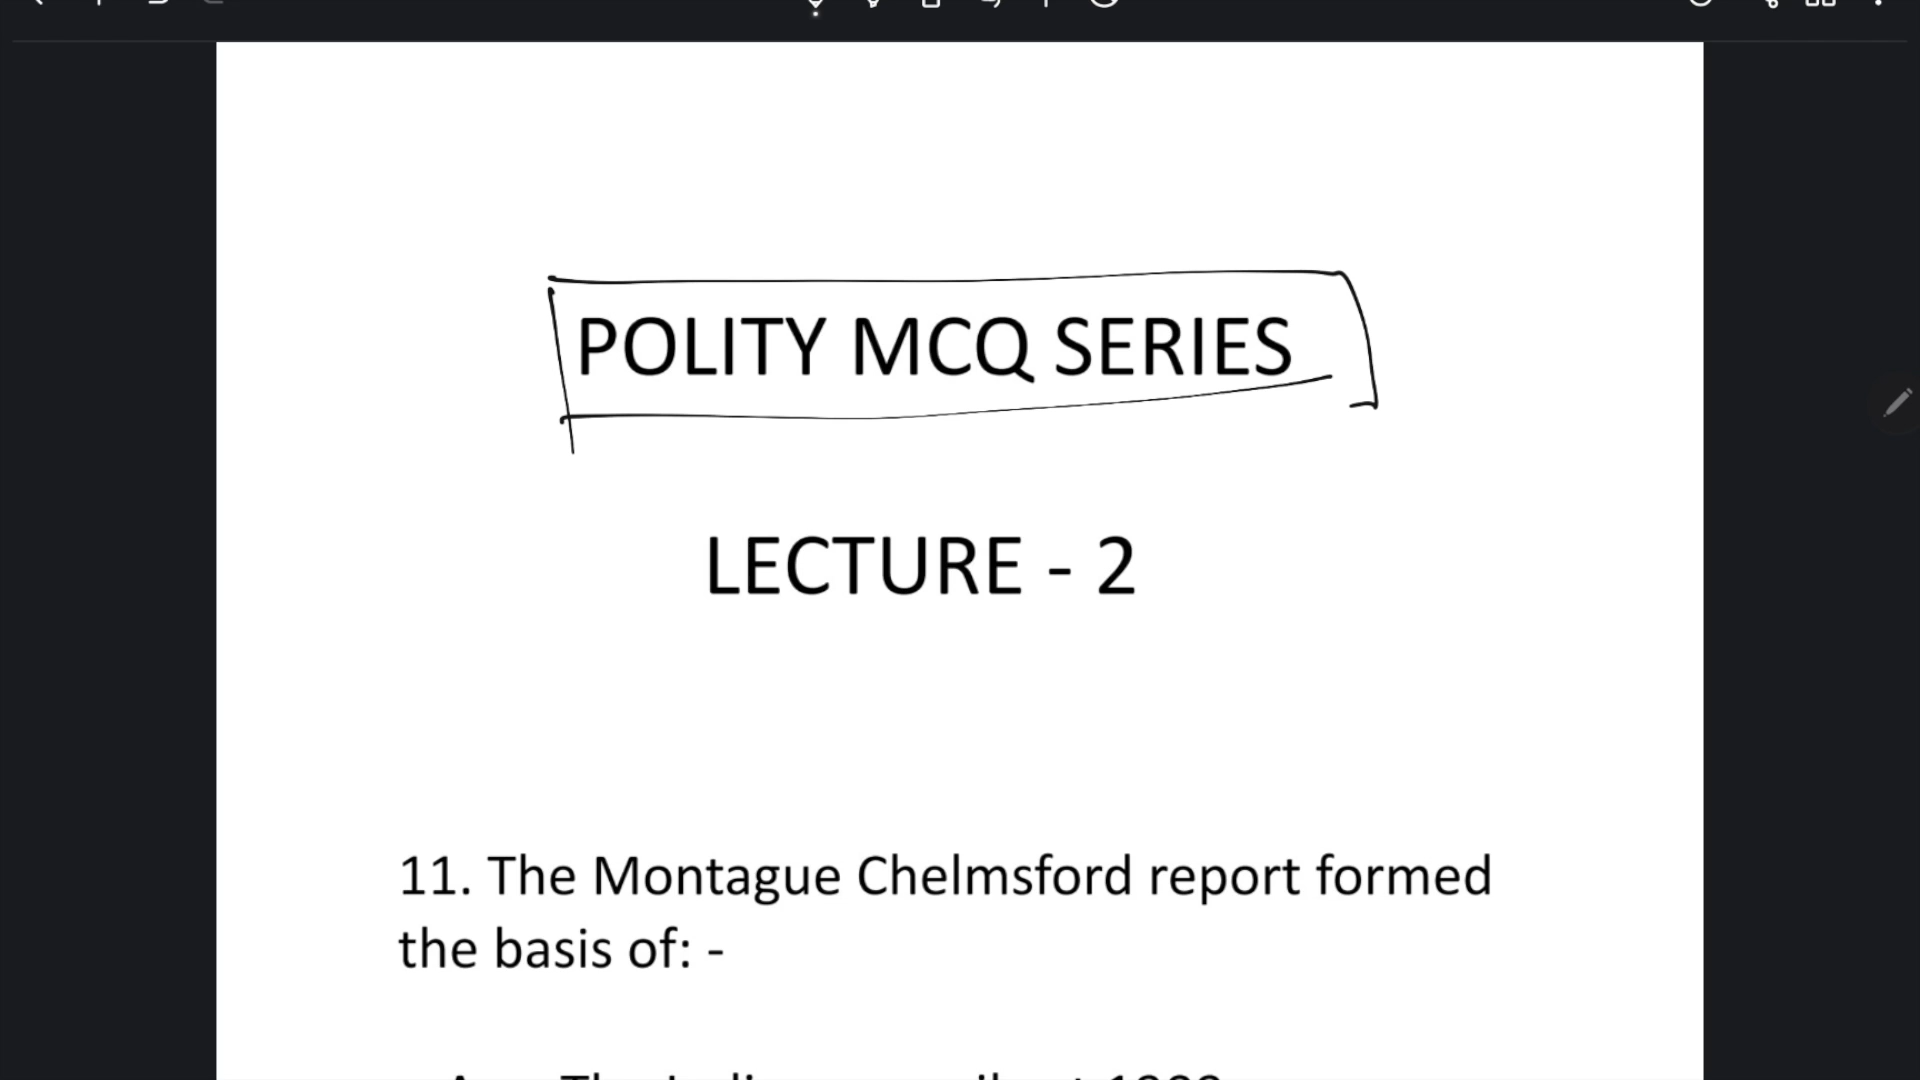 POLITY MCQ SERIES
LECTURE - 2
11. The Montague Chelmsford report formed
the basis of: -